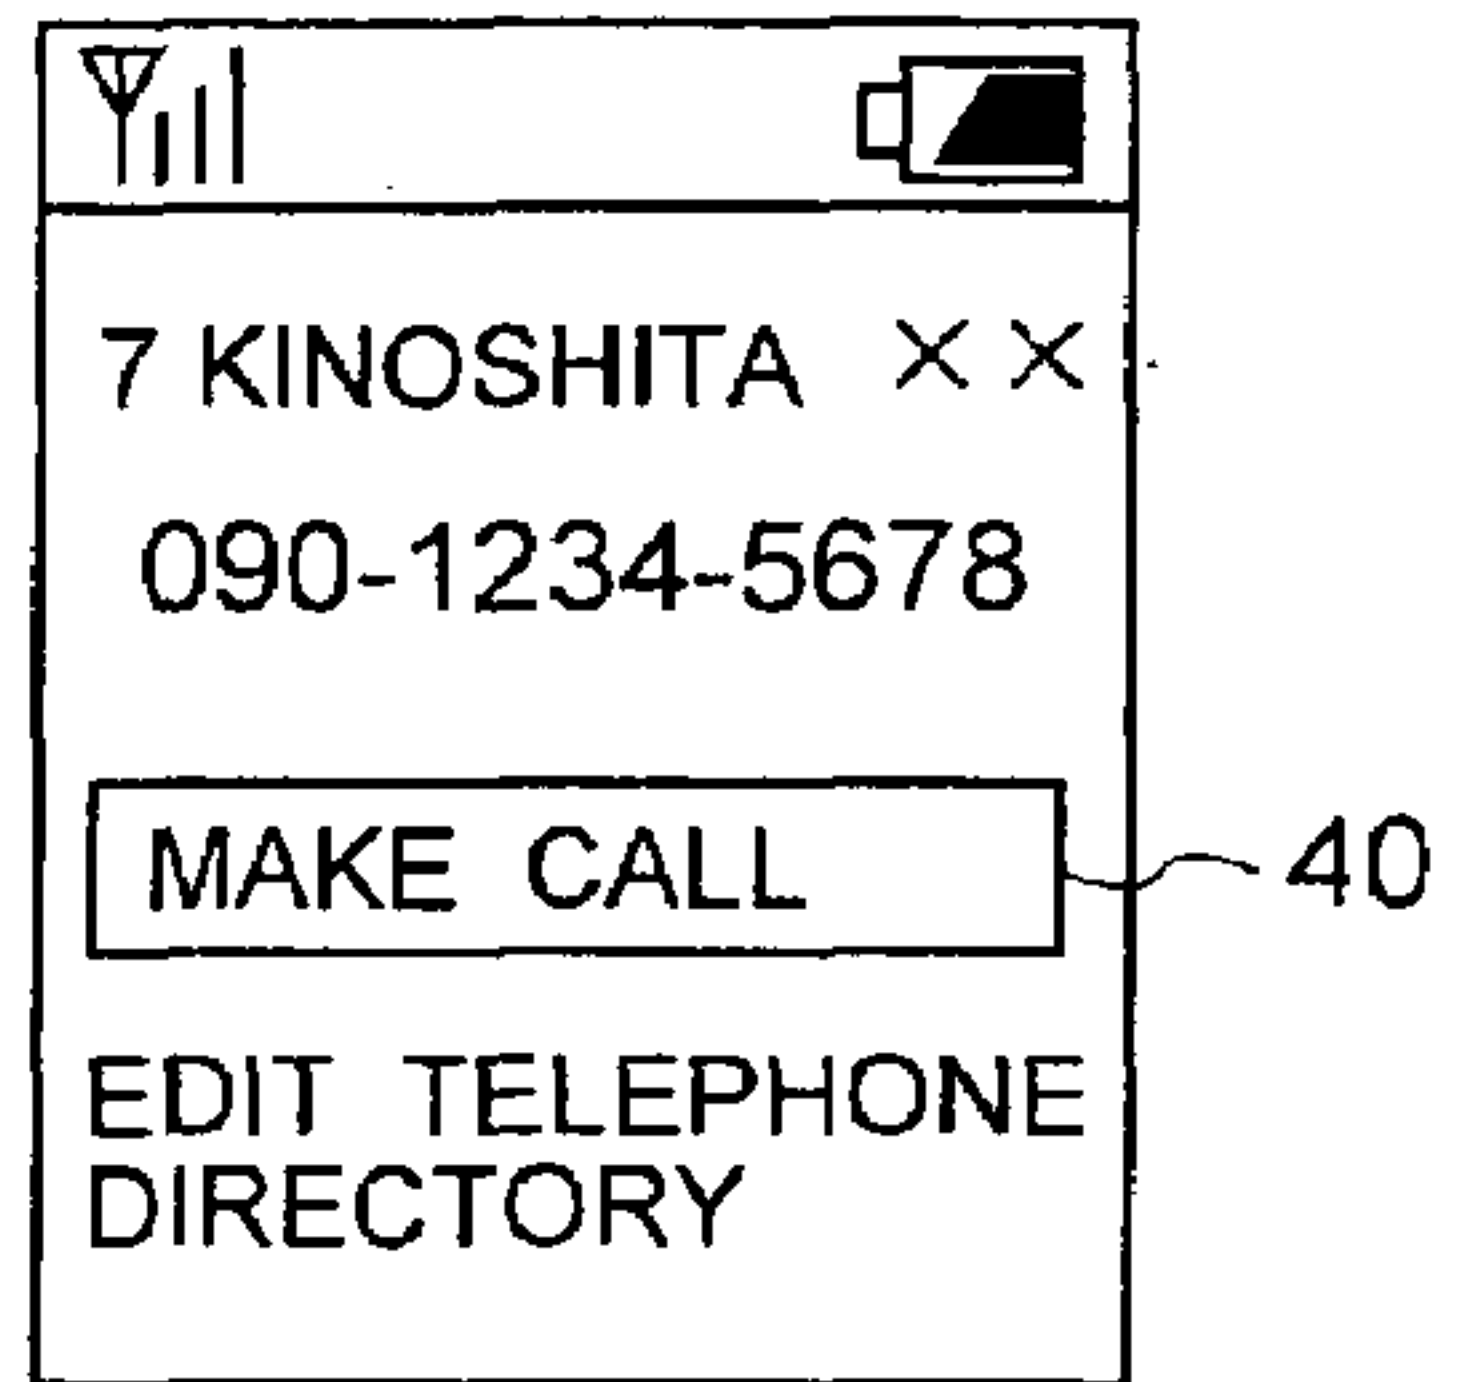 7 KINOSHITA ××
090-1234-5678
MAKE CALL
40
EDIT TELEPHONE
DIRECTORY